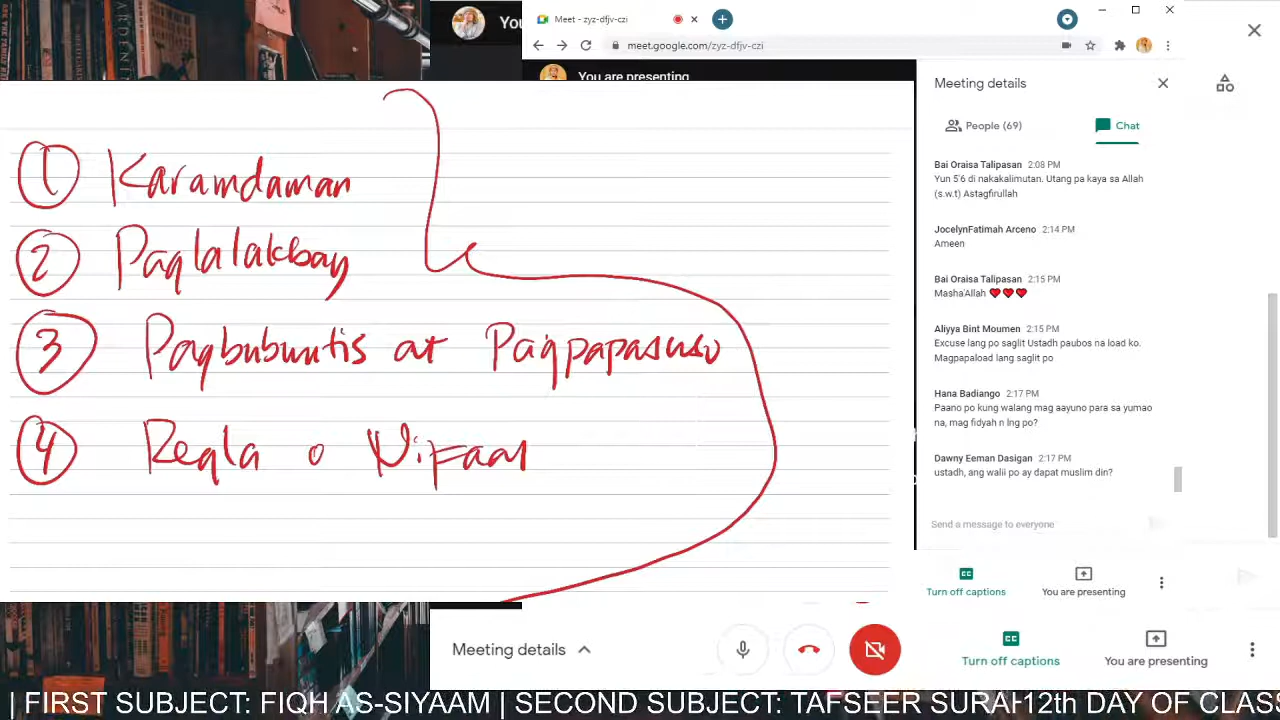 ARDEN
You
Meet - zyz-dfjv-czi
meet.google.com/zyz-dfjv-czi
You are presenting
1 Karamdaman
2 Paglalakbay
3 Pagbubuntis at Pagpapasuso
4 Regla o Nifaas
Meeting details
People (69)
Chat
Bai Oraisa Talipasan 2:08 PM
Yun 5'6 di nakakalimutan. Utang pa kaya sa Allah
(s.w.t) Astagfirullah
JocelynFatimah Arceno 2:14 PM
Ameen
Bai Oraisa Talipasan 2:15 PM
Masha'Allah ❤️❤️❤️
Aliyya Bint Moumen 2:15 PM
Excuse lang po saglit Ustadh paubos na load ko.
Magpapaload lang saglit po
Hana Badiango 2:17 PM
Paano po kung walang mag aayuno para sa yumao
na, mag fidyah n lng po?
Dawny Eeman Dasigan 2:17 PM
ustadh, ang walii po ay dapat muslim din?
Send a message to everyone
Turn off captions
You are presenting
Meeting details
Turn off captions
You are presenting
| FIRST SUBJECT: FIQH AS-SIYAAM | SECOND SUBJECT: TAFSEER SURAH-12th DAY OF CLASS